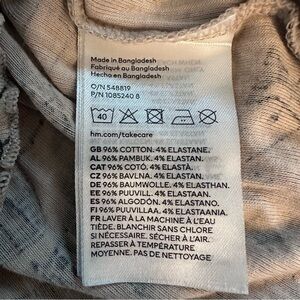 Made in Bangladesh
Fabriqué au Bangladesh
Hecho en Bangladesh
O/N 548819
P/N 1085240 8
40
hm.com/takecare
GB 96% COTTON. 4% ELASTANE.
AL 96% PAMBUK. 4% ELASTAN.
CAT 96% COTÓ. 4% ELASTÀ.
CZ 96% BAVLNA. 4% ELASTAN.
DE 96% BAUMWOLLE. 4% ELASTHAN.
EE 96% PUUVILL. 4% ELASTAAN.
ES 96% ALGODÓN. 4% ELASTANO.
FI 96% PUUVILLAA. 4% ELASTAANIA.
FR LAVER À LA MACHINE À L'EAU
TIÈDE. BLANCHIR SANS CHLORE
SI NÉCESSAIRE. SÉCHER À L'AIR.
REPASSER À TEMPÉRATURE
MOYENNE. PAS DE NETTOYAGE